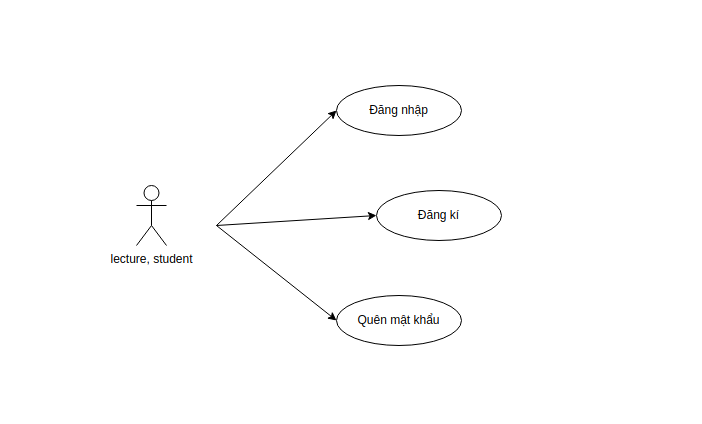 Đăng nhập
Đăng kí
lecture, student
Quên mật khẩu